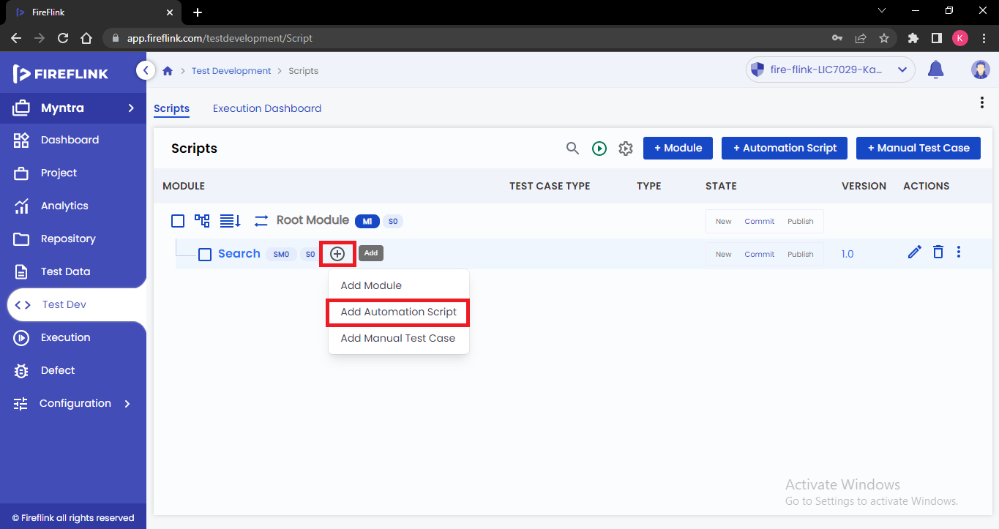 FireFlink
app.fireflink.com/testdevelopment/Script
K
FIREFLINK
Test Development
Scripts
fire-flink-LIC7029-Ka...
Myntra
Dashboard
Project
Analytics
Repository
Test Data
Test Dev
Execution
Defect
Configuration
© Fireflink all rights reserved
Scripts Execution Dashboard
Scripts
+ Module + Automation Script + Manual Test Case
MODULE TEST CASE TYPE TYPE STATE VERSION ACTIONS
Root Module M1 S0 New Commit Publish
Search SM0 S0 Add New Commit Publish 1.0
Add Module
Add Automation Script
Add Manual Test Case
Activate Windows
Go to Settings to activate Windows.